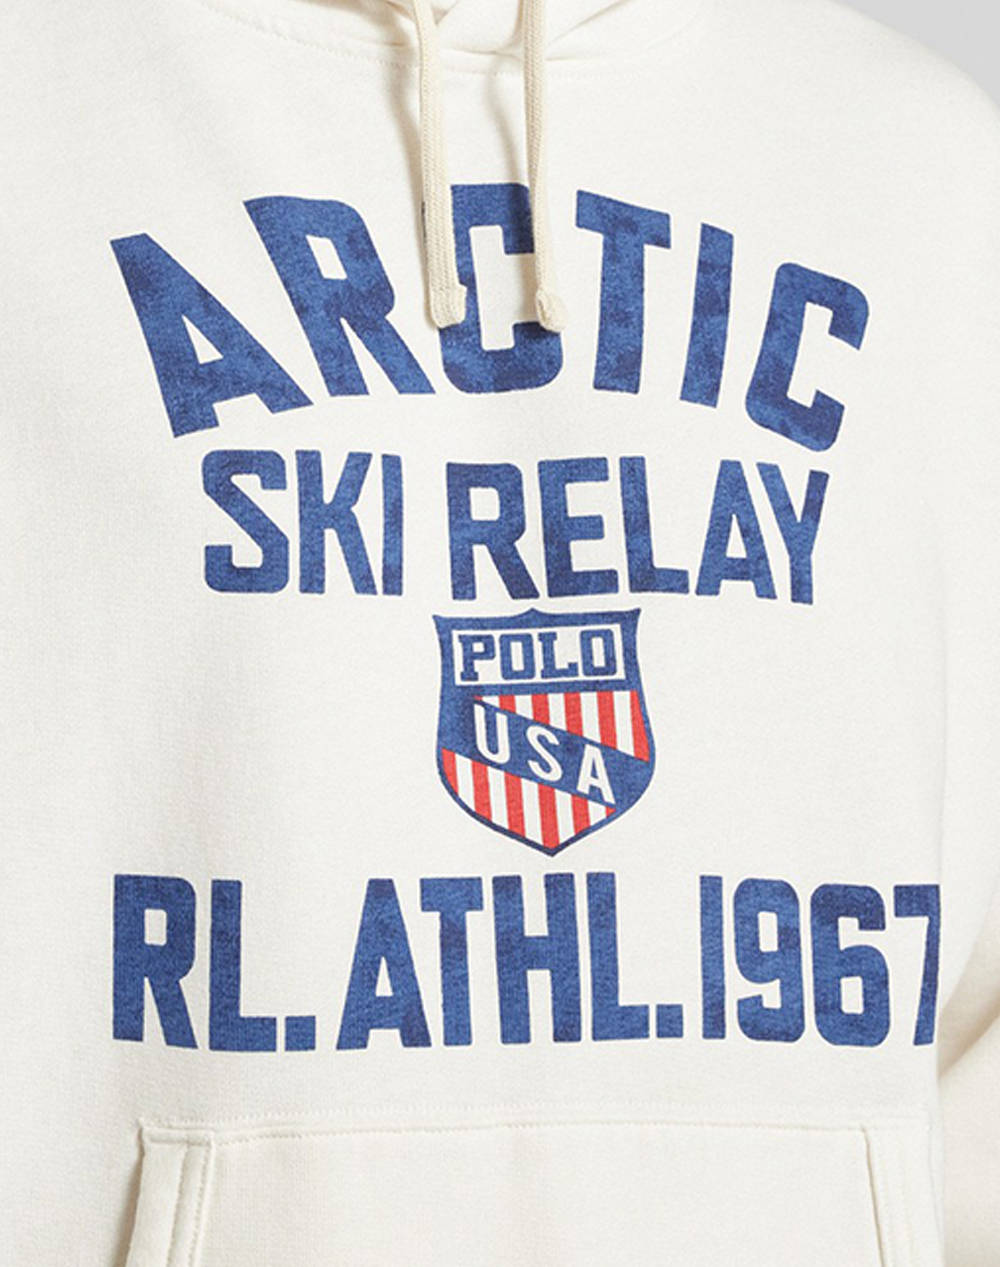 ARCTIC
SKI RELAY
POLO
USA
RL. ATHL. 1967